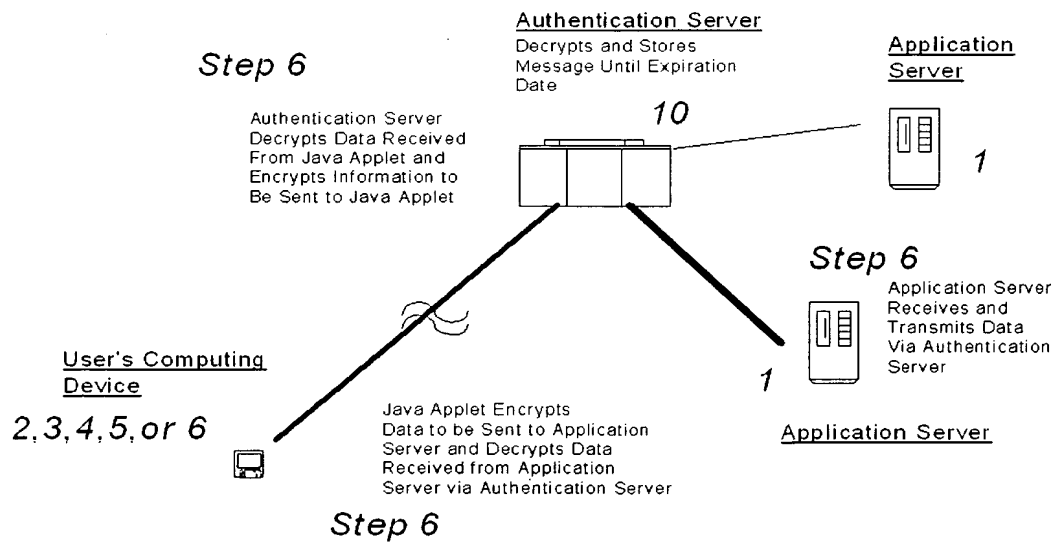 Authentication Server
Decrypts and Stores
Message Until Expiration
Date
10
Step 6
Authentication Server
Decrypts Data Received
From Java Applet and
Encrypts Information to
Be Sent to Java Applet
Application
Server
1
Step 6
Application Server
Receives and
Transmits Data
Via Authentication
Server
1
Application Server
User's Computing
Device
2,3,4,5,or 6
Java Applet Encrypts
Data to be Sent to Application
Server and Decrypts Data
Received from Application
Server via Authentication Server
Step 6